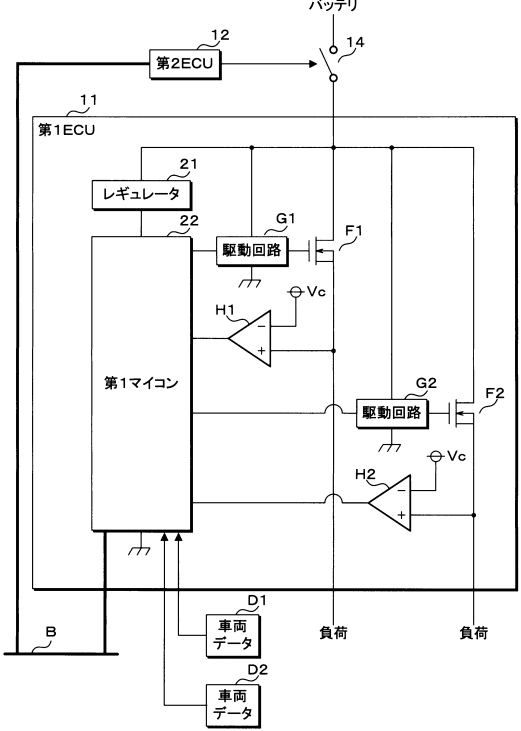 バッテリ
12
第2ECU
14
11
第1ECU
21
レギュレータ
22
G1
駆動回路
F1
Vc
H1
−
+
第1マイコン
G2
駆動回路
F2
Vc
H2
−
+
D1
車両
データ
負荷
負荷
B
D2
車両
データ